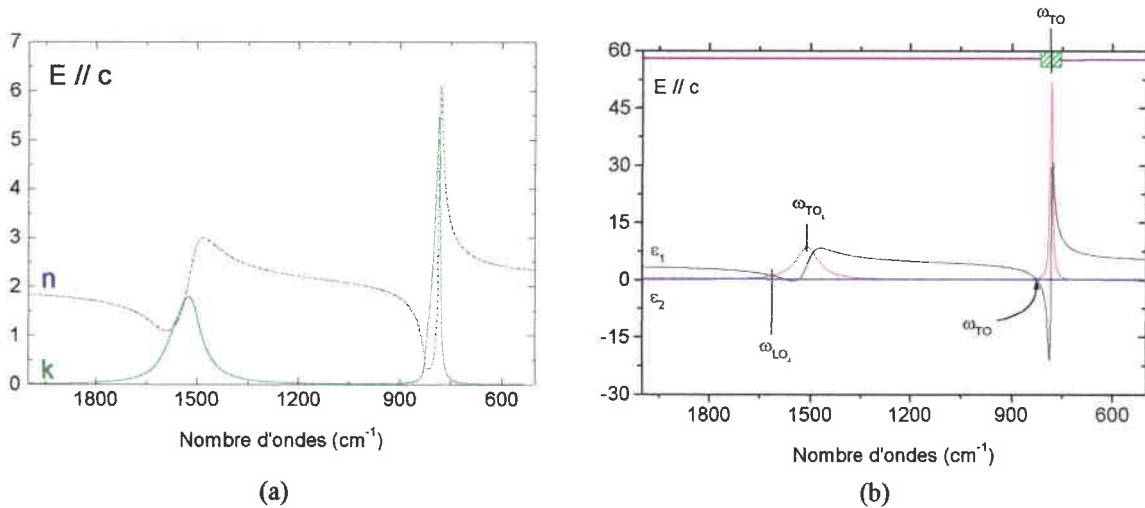 7
6
5
4
3
2
1
0
E // c
n
k
1800 1500 1200 900 600
Nombre d'ondes (cm⁻¹)
(a)
ω_TO
60
45
30
15
0
-15
-30
E // c
ω_TO⊥
ε₁
ε₂
ω_LO⊥
ω_TO
1800 1500 1200 900 600
Nombre d'ondes (cm⁻¹)
(b)